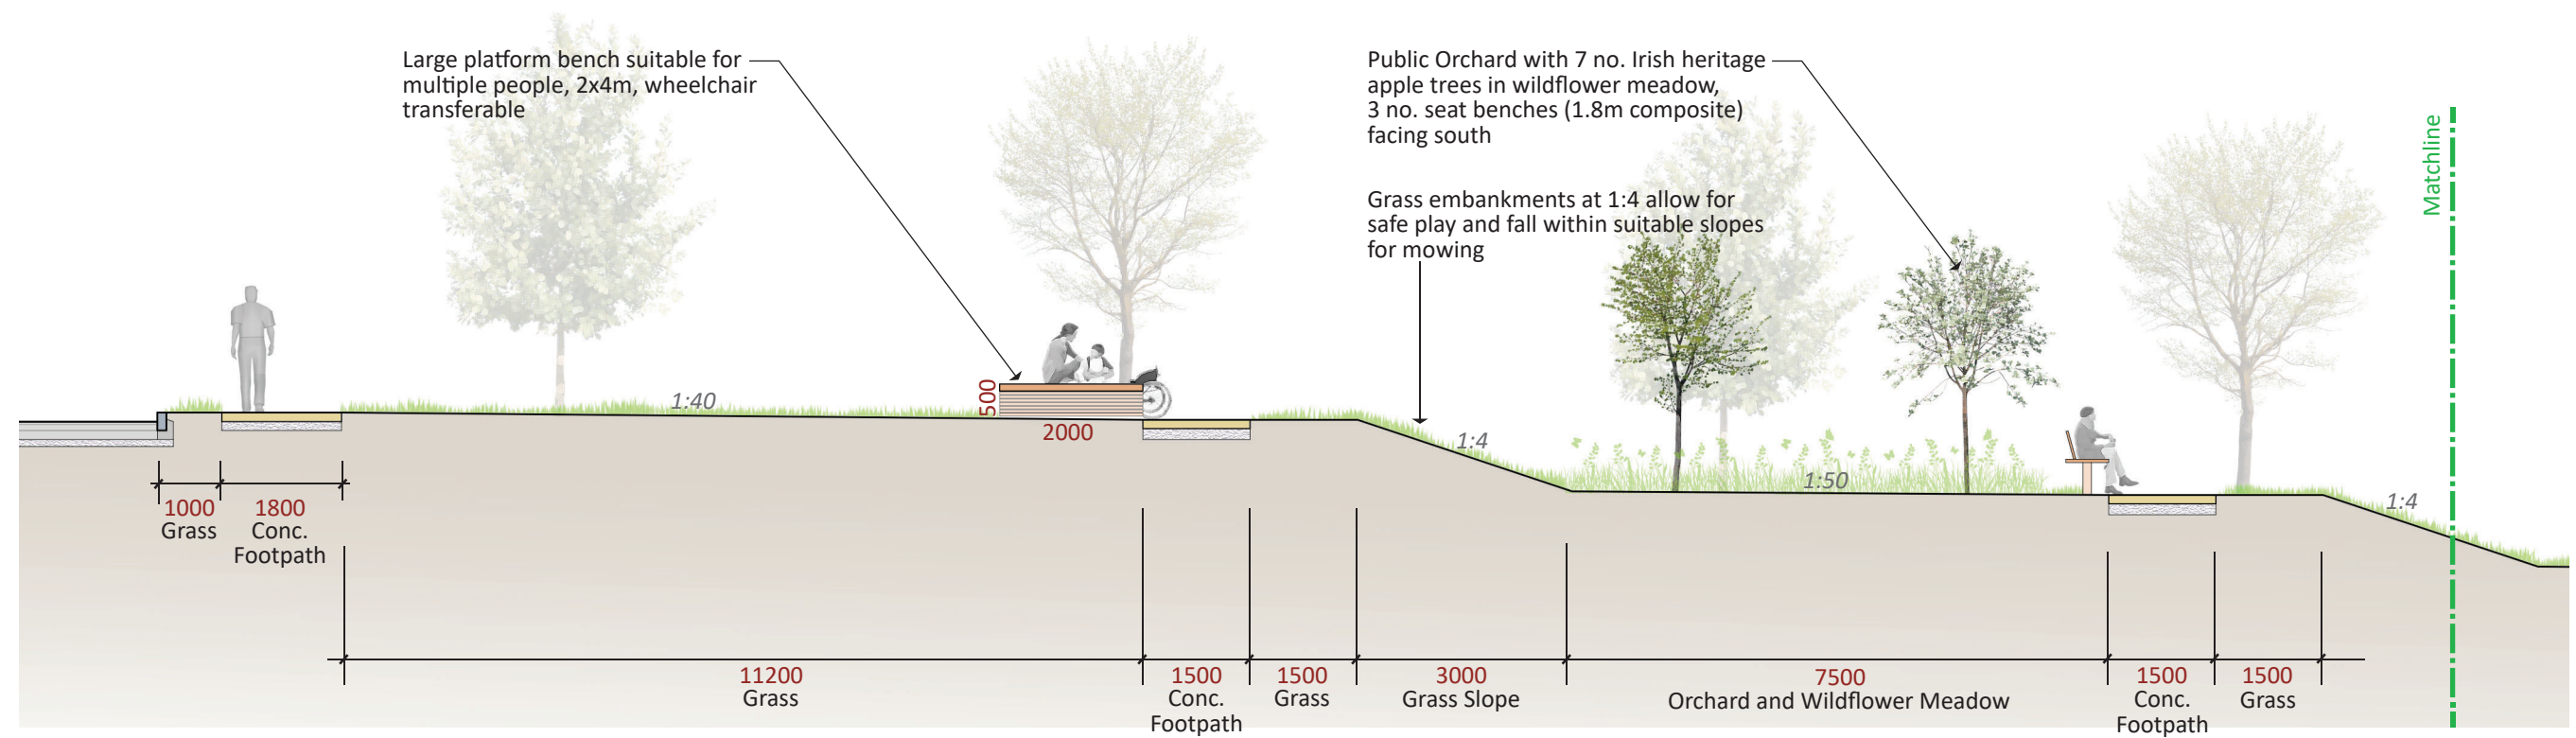 Large platform bench suitable for
multiple people, 2x4m, wheelchair
transferable
Public Orchard with 7 no. Irish heritage
apple trees in wildflower meadow,
3 no. seat benches (1.8m composite)
facing south
Grass embankments at 1:4 allow for
safe play and fall within suitable slopes
for mowing
Matchline
1:40
500
2000
1:4
1:50
1:4
1000
Grass
1800
Conc.
Footpath
11200
Grass
1500
Conc.
Footpath
1500
Grass
3000
Grass Slope
7500
Orchard and Wildflower Meadow
1500
Conc.
Footpath
1500
Grass